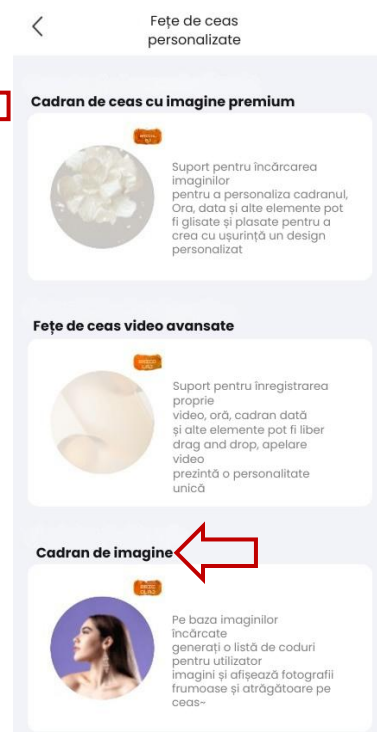 Fețe de ceas
personalizate
Cadran de ceas cu imagine premium
Suport pentru încărcarea
imaginilor
pentru a personaliza cadranul,
Ora, data și alte elemente pot
fi glisate și plasate pentru a
crea cu ușurință un design
personalizat
Fețe de ceas video avansate
Suport pentru înregistrarea
proprie
video, oră, cadran dată
și alte elemente pot fi liber
drag and drop, apelare
video
prezintă o personalitate
unică
Cadran de imagine
Pe baza imaginilor
încărcate
generați o listă de coduri
pentru utilizator
imagini și afișează fotografii
frumoase și atrăgătoare pe
ceas~